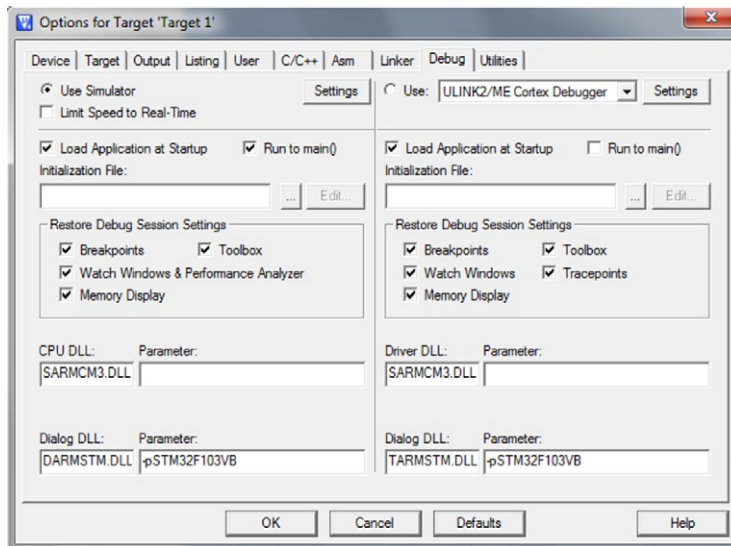 Options for Target 'Target 1'
Device Target Output Listing User C/C++ Asm Linker Debug Utilities
Use Simulator Settings
Limit Speed to Real-Time
Load Application at Startup Run to main()
Initialization File:
... Edit...
Restore Debug Session Settings
Breakpoints Toolbox
Watch Windows & Performance Analyzer
Memory Display
CPU DLL: Parameter:
SARMCM3.DLL
Dialog DLL: Parameter:
DARMSTM.DLL -pSTM32F103VB
Use: ULINK2/ME Cortex Debugger Settings
Load Application at Startup Run to main()
Initialization File:
... Edit...
Restore Debug Session Settings
Breakpoints Toolbox
Watch Windows Tracepoints
Memory Display
Driver DLL: Parameter:
SARMCM3.DLL
Dialog DLL: Parameter:
TARMSTM.DLL -pSTM32F103VB
OK Cancel Defaults Help